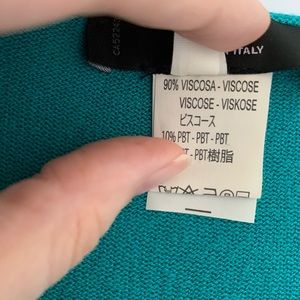 CA5224
ITALY
90% VISCOSA - VISCOSE
VISCOSE - VISKOSE
ビスコース
10% PBT - PBT - PBT
- PBT樹脂